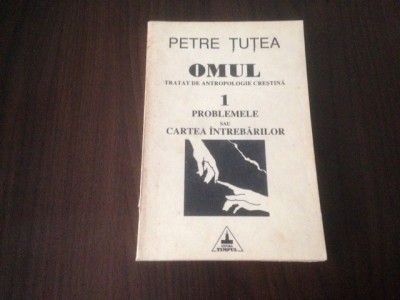 PETRE ȚUȚEA
OMUL
TRATAT DE ANTROPOLOGIE CREȘTINĂ
1
PROBLEMELE
SAU
CARTEA ÎNTREBĂRILOR
TIMPUL